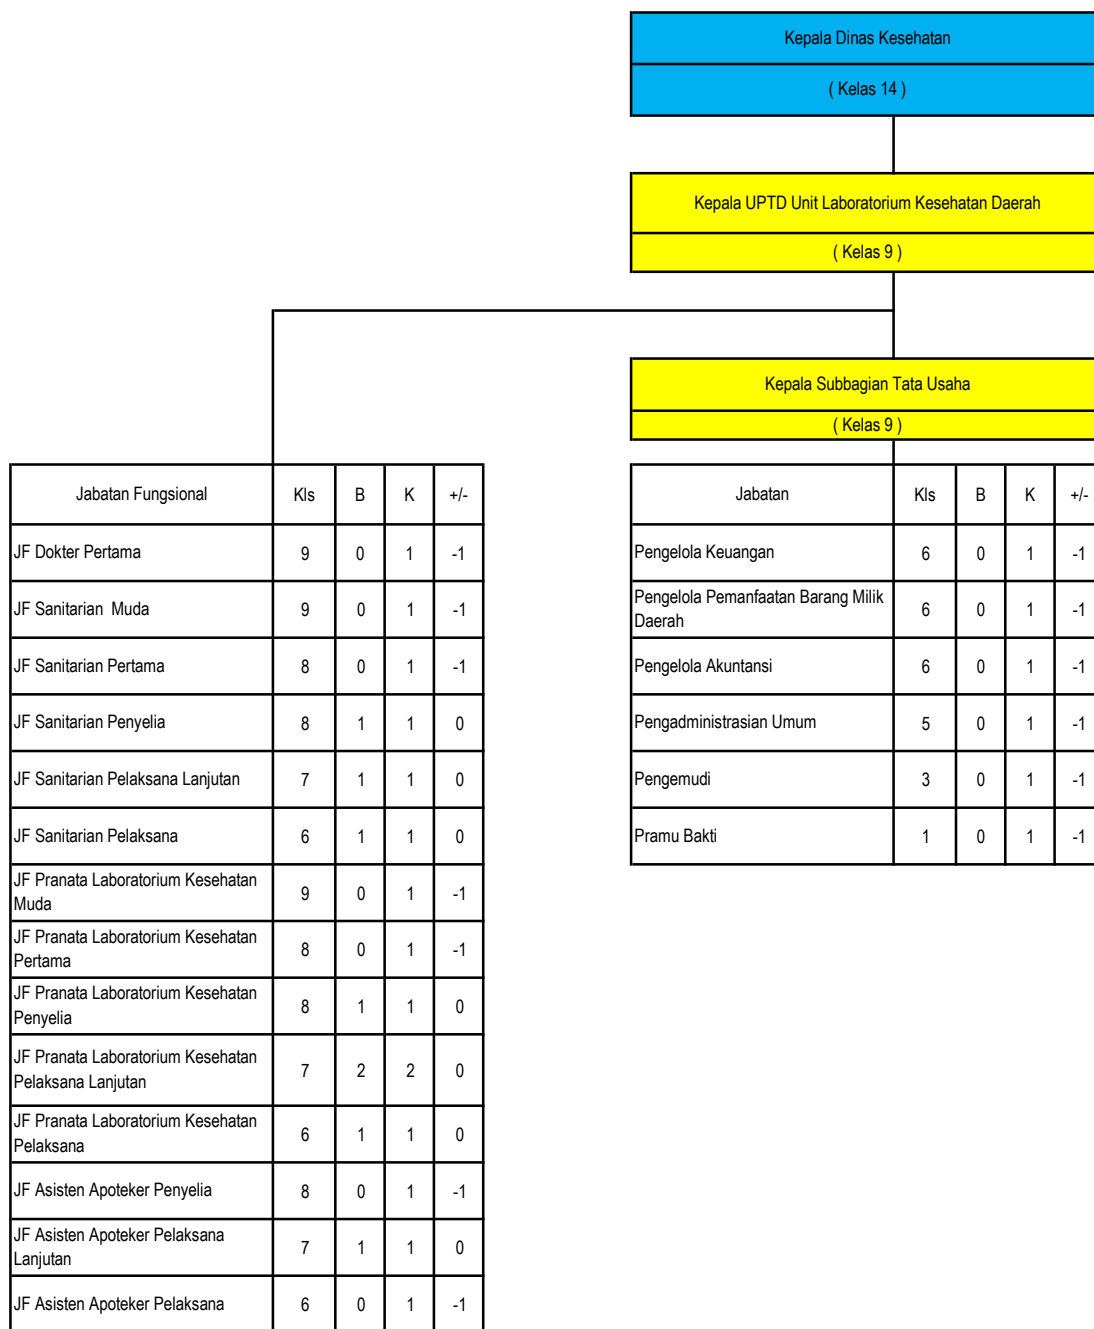 Kepala Dinas Kesehatan
( Kelas 14 )
Kepala UPTD Unit Laboratorium Kesehatan Daerah
( Kelas 9 )
Kepala Subbagian Tata Usaha
( Kelas 9 )
Jabatan Fungsional Kls B K +/-
JF Dokter Pertama 9 0 1 -1
JF Sanitarian Muda 9 0 1 -1
JF Sanitarian Pertama 8 0 1 -1
JF Sanitarian Penyelia 8 1 1 0
JF Sanitarian Pelaksana Lanjutan 7 1 1 0
JF Sanitarian Pelaksana 6 1 1 0
JF Pranata Laboratorium Kesehatan
Muda 9 0 1 -1
JF Pranata Laboratorium Kesehatan
Pertama 8 0 1 -1
JF Pranata Laboratorium Kesehatan
Penyelia 8 1 1 0
JF Pranata Laboratorium Kesehatan
Pelaksana Lanjutan 7 2 2 0
JF Pranata Laboratorium Kesehatan
Pelaksana 6 1 1 0
JF Asisten Apoteker Penyelia 8 0 1 -1
JF Asisten Apoteker Pelaksana
Lanjutan 7 1 1 0
JF Asisten Apoteker Pelaksana 6 0 1 -1
Jabatan Kls B K +/-
Pengelola Keuangan 6 0 1 -1
Pengelola Pemanfaatan Barang Milik
Daerah 6 0 1 -1
Pengelola Akuntansi 6 0 1 -1
Pengadministrasian Umum 5 0 1 -1
Pengemudi 3 0 1 -1
Pramu Bakti 1 0 1 -1